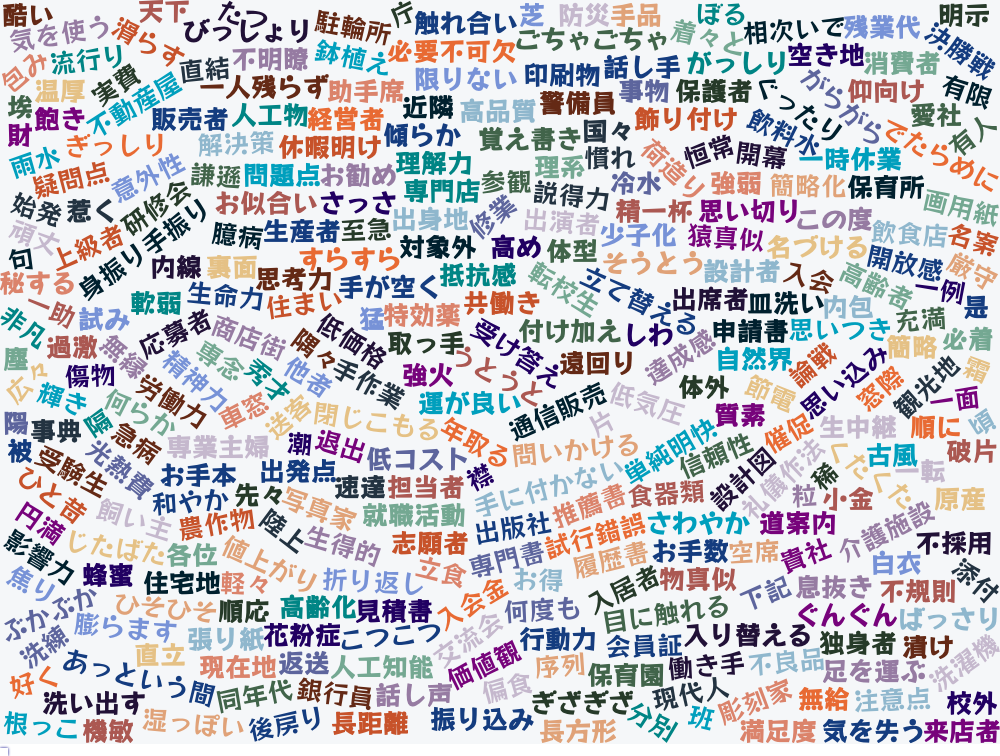 酷い
天下
たっぷり
びっしょり
駐輪所
庁
触れ合い
芝
防災
手品
ぼる
着々と
相次いで
残業代
明示
決勝戦
気を使う
滑らす
包み
流行り
直結
不明瞭
鉢植え
必要不可欠
ごちゃごちゃ
がっしり
空き地
消費者
限りない
印刷物
話し手
有限
温厚
実費
一人残らず
助手席
事物
保護者
ぐったり
がらがら
仰向け
埃
飽き
不動産屋
販売者
人工物
経営者
近隣
高品質
警備員
飾り付け
飲料水
愛社
有人
財
ぎっしり
解決策
休暇明け
傾らか
覚え書き
国々
慣れ
荷造り
恒常
開幕
一時休業
でたらめに
雨水
疑問点
意外性
謙遜
問題点
お勧め
理解力
専門店
参観
理系
説得力
冷水
強弱
簡略化
保育所
画用紙
始発
惹く
研修会
お似合い
さっさ
出身地
修業
出演者
精一杯
思い切り
この度
飲食店
名案
頑丈
上級者
身振り手振り
臆病
生産者
至急
対象外
高め
体型
少子化
猿真似
名づける
開放感
厳守
句
内線
裏面
すらすら
思考力
手が空く
抵抗感
転校生
そうとう
設計者
入会
高齢者
一例
秘する
軟弱
生命力
住まい
立て替える
出席者
皿洗い
内包
是
一助
試み
猛
特効薬
共働き
付け加え
しわ
申請書
思いつき
充満
非凡
応募者
商店街
低価格
取っ手
受け答え
遠回り
達成感
自然界
簡略
必着
塵
過激
無線
専念
隅々
手作業
うとうと
論戦
思い込み
窓際
観光地
霜
広々
傷物
精神力
秀才
他者
強火
体外
節電
一面
輝き
何らか
労働力
車窓
送る
閉じこもる
運が良い
通信販売
低気圧
質素
頃
陽
事典
隔
急病
専業主婦
潮
退出
低コスト
年取る
問いかける
片
単純明快
信頼性
催促
生中継
順に
破片
被
受験生
光熱費
お手本
出発点
速達
担当者
襟
手に付かない
設計図
礼儀作法
稀
くたくた
古風
一転
ひと昔
和やか
先々
写真家
就職活動
推薦書
食器類
粒
小金
原産
円満
飼い主
農作物
陸上
生得的
志願者
出版社
試行錯誤
さわやか
道案内
介護施設
不採用
影響力
じたばた
各位
値上がり
専門書
履歴書
お手数
空席
貴社
白衣
添付
焦り
蜂蜜
住宅地
軽々
折り返し
立食
お得
入居者
物真似
下記
息抜き
不規則
ぷかぷか
ひそひそ
順応
高齢化
見積書
入会金
何度も
目に触れる
ぐんぐん
ばっさり
洗練
膨らます
張り紙
花粉症
こつこつ
交流会
行動力
会員証
入り替える
独身者
漬け
直立
あっという間
現在地
返送
人工知能
価値観
序列
保育園
働き手
不良品
足を運ぶ
洗濯機
好く
洗い出す
同年代
銀行員
話し声
偏食
ぎざぎざ
現代人
彫刻家
無給
注意点
校外
根っこ
機敏
湿っぽい
後戻り
長距離
振り込み
長方形
分別
班
満足度
気を失う
来店者